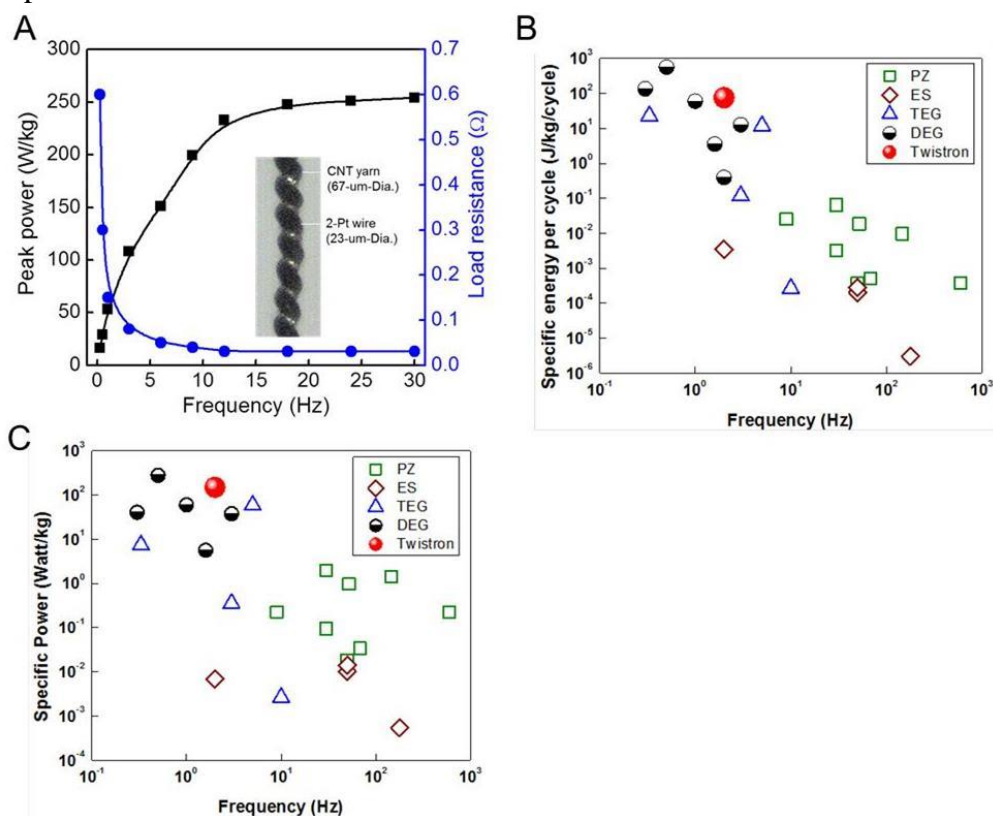 A
Peak power (W/kg)
300
250
200
150
100
50
0
0.7
0.6
0.5
0.4
0.3
0.2
0.1
0.0
Load resistance (Ω)
CNT yarn
(67-um-Dia.)
2-Pt wire
(23-um-Dia.)
0 5 10 15 20 25 30
Frequency (Hz)
B
Specific energy per cycle (J/kg/cycle)
10^3
10^2
10^1
10^0
10^-1
10^-2
10^-3
10^-4
10^-5
10^-6
PZ
ES
TEG
DEG
Twistron
10^-1 10^0 10^1 10^2 10^3
Frequency (Hz)
C
Specific Power (Watt/kg)
10^3
10^2
10^1
10^0
10^-1
10^-2
10^-3
10^-4
PZ
ES
TEG
DEG
Twistron
10^-1 10^0 10^1 10^2 10^3
Frequency (Hz)